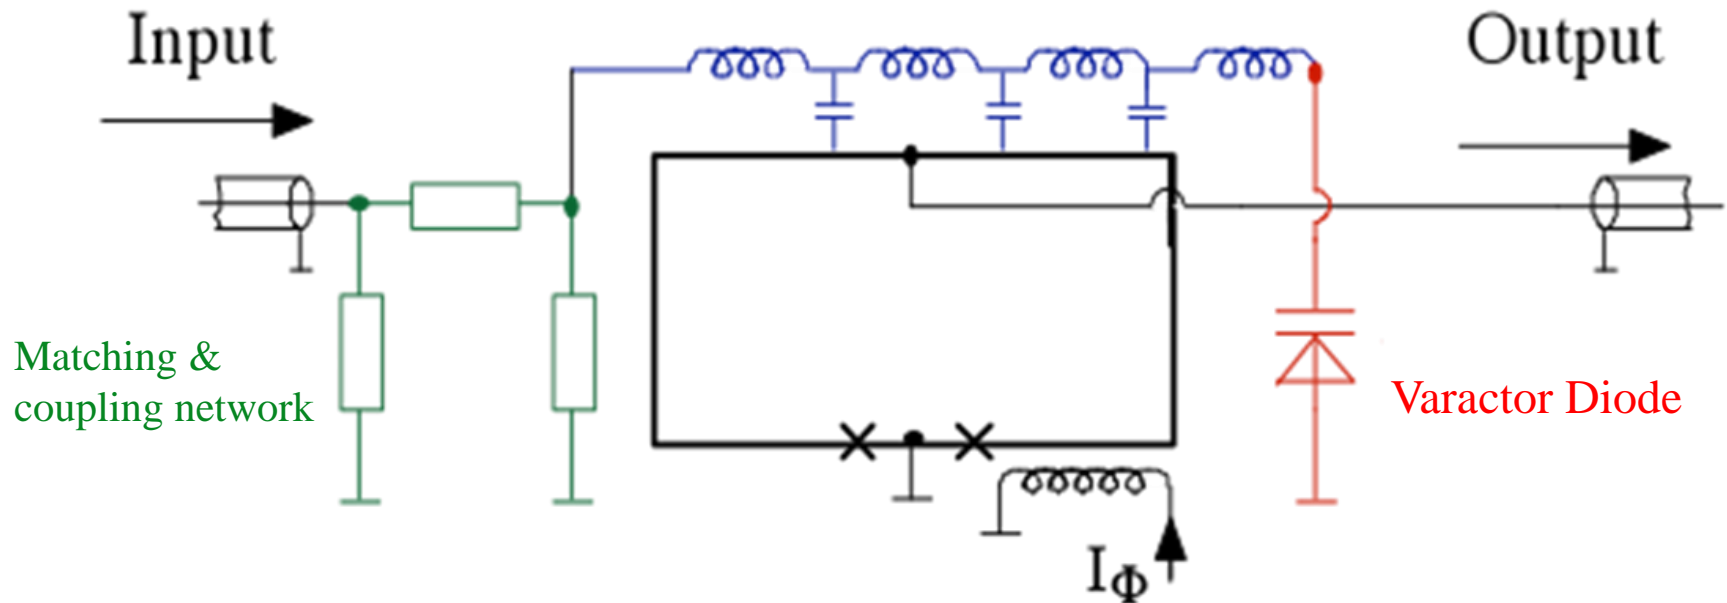 Input
Output
Matching &
coupling network
Varactor Diode
IΦ